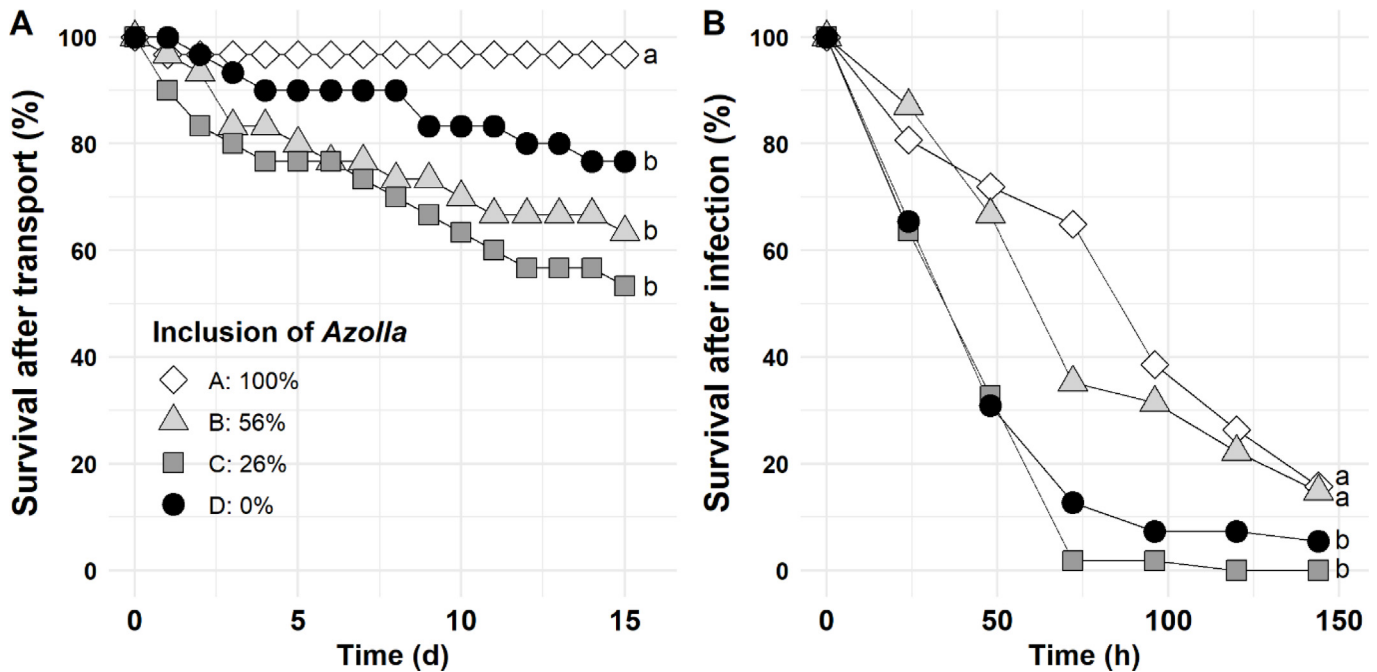 A
Survival after transport (%)
100
80
60
40
20
0
a
b
b
b
Inclusion of Azolla
A: 100%
B: 56%
C: 26%
D: 0%
0 5 10 15
Time (d)
B
Survival after infection (%)
100
80
60
40
20
0
a
a
b
b
0 50 100 150
Time (h)